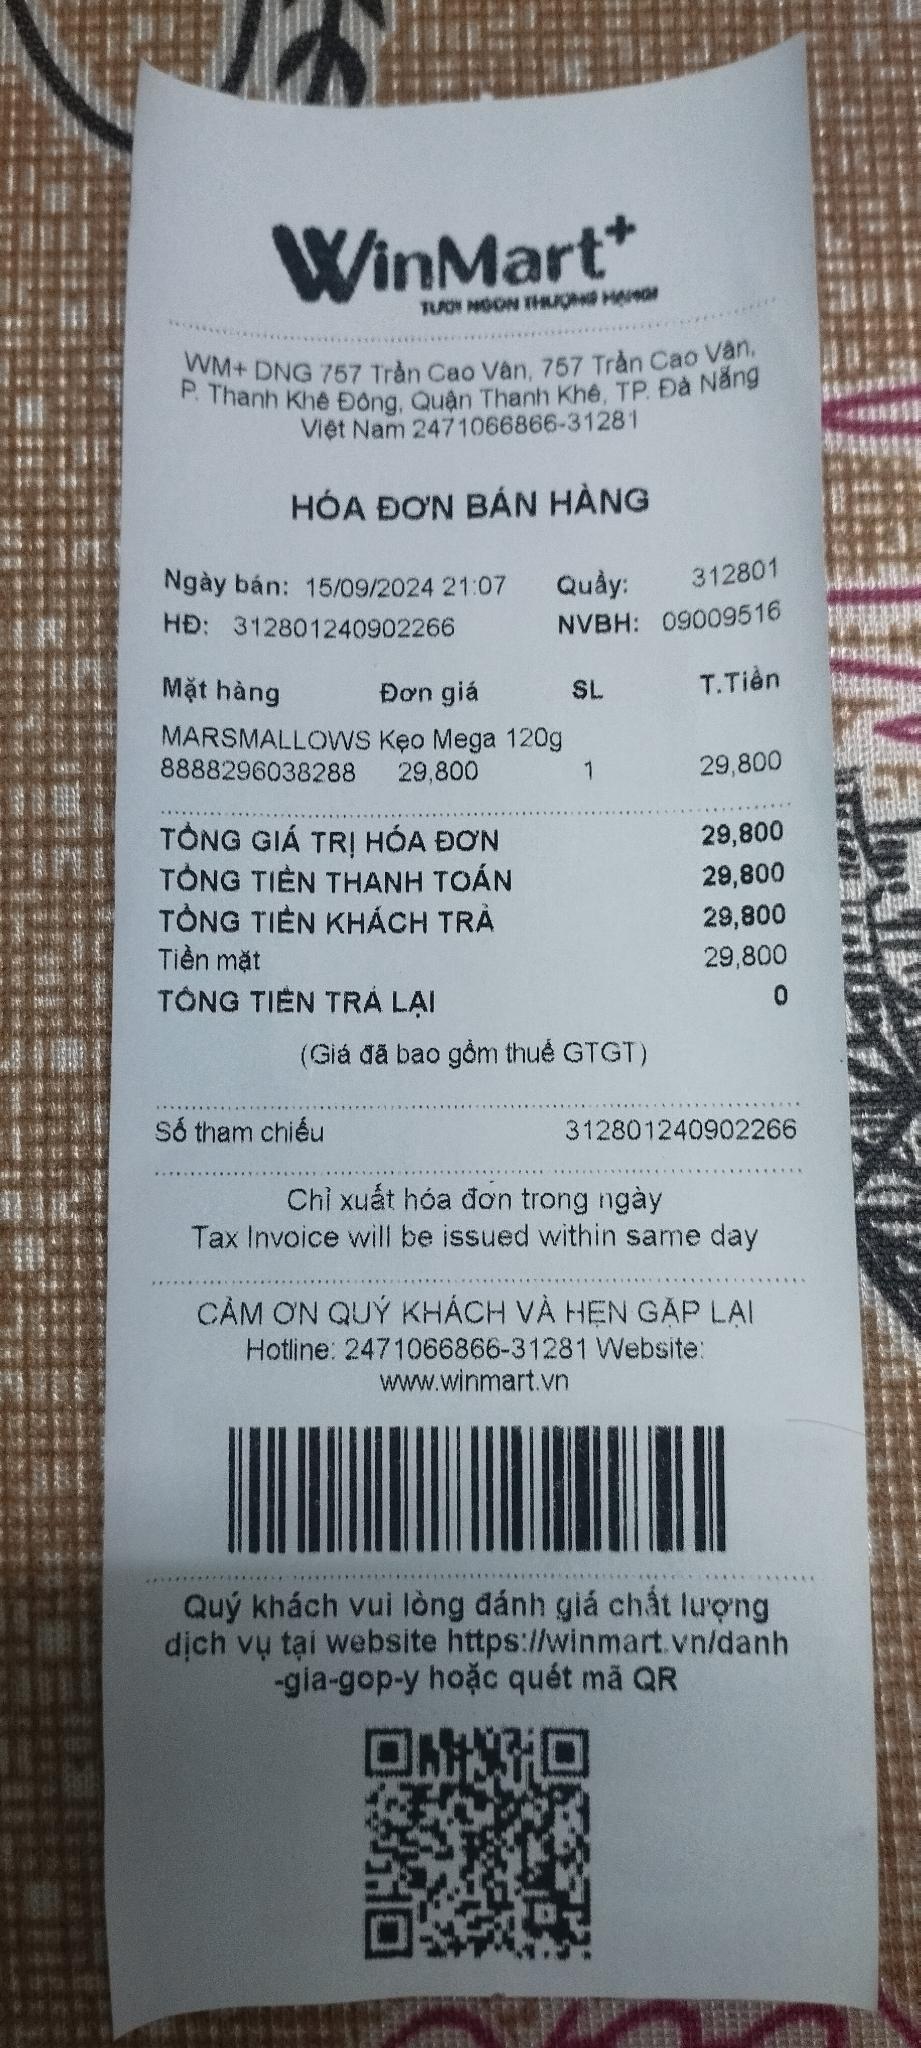 WinMart+
TƯƠI NGON THƯỢNG HẠNG!
WM+ DNG 757 Trần Cao Vân, 757 Trần Cao Vân,
P. Thanh Khê Đông, Quận Thanh Khê, TP. Đà Nẵng
Việt Nam 2471066866-31281
HÓA ĐƠN BÁN HÀNG
Ngày bán: 15/09/2024 21:07 Quầy: 312801
HĐ: 312801240902266 NVBH: 09009516
Mặt hàng Đơn giá SL T.Tiền
MARSMALLOWS Kẹo Mega 120g
8888296038288 29,800 1 29,800
TỔNG GIÁ TRỊ HÓA ĐƠN 29,800
TỔNG TIỀN THANH TOÁN 29,800
TỔNG TIỀN KHÁCH TRẢ 29,800
Tiền mặt 29,800
TỔNG TIỀN TRẢ LẠI 0
(Giá đã bao gồm thuế GTGT)
Số tham chiếu 312801240902266
Chỉ xuất hóa đơn trong ngày
Tax Invoice will be issued within same day
CẢM ƠN QUÝ KHÁCH VÀ HẸN GẶP LẠI
Hotline: 2471066866-31281 Website:
www.winmart.vn
Quý khách vui lòng đánh giá chất lượng
dịch vụ tại website https://winmart.vn/danh
-gia-gop-y hoặc quét mã QR